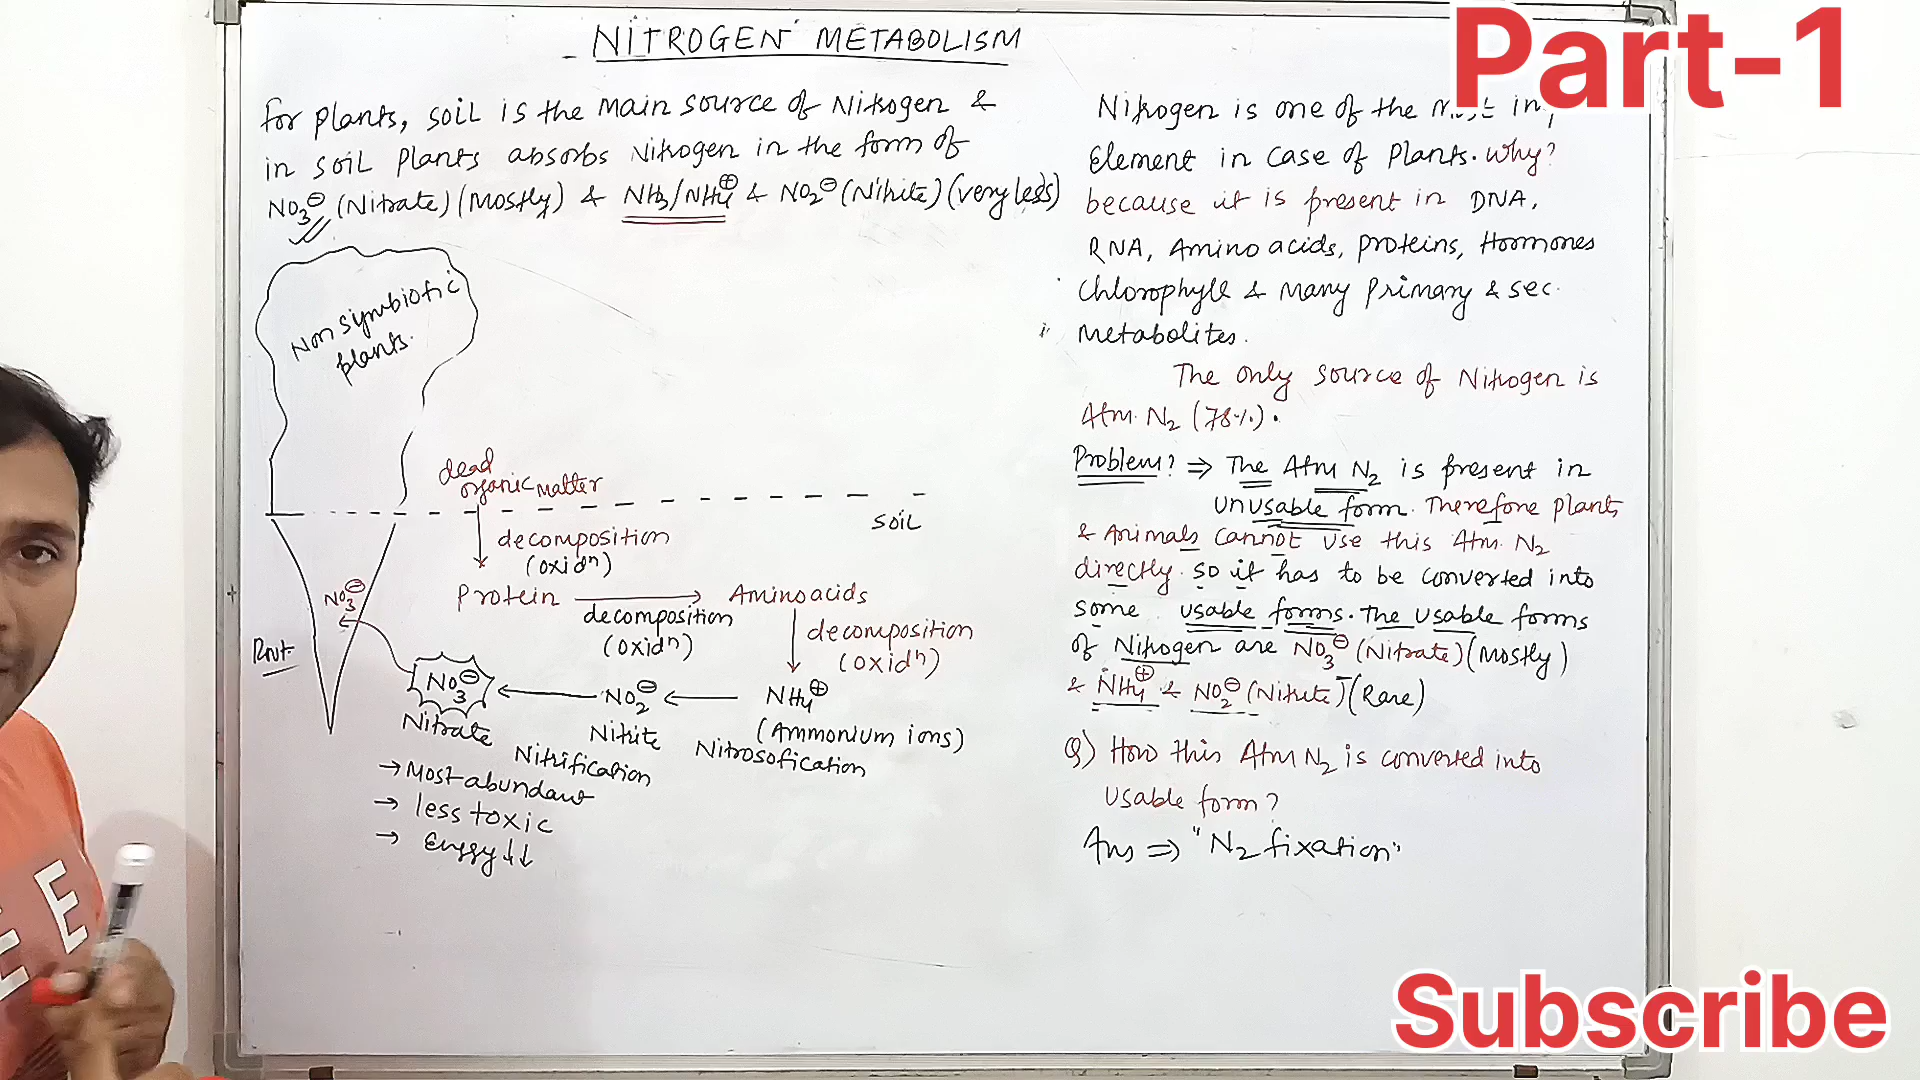 NITROGEN METABOLISM
Part-1
For plants, soil is the main source of Nitrogen &
in soil plants absorbs Nitrogen in the form of
NO₃⊖ (Nitrate) (Mostly) & NH₃/NH₄⊕ & NO₂⊖ (Nitrite) (very less)
Non symbiotic
plants.
dead
organic matter
soil
decomposition
(oxidⁿ)
Protein → Amino acids
decomposition
(oxidⁿ)
decomposition
(oxidⁿ)
NO₃⊖
Root
NO₃⊖ ← NO₂⊖ ← NH₄⊕
Nitrate Nitrite (Ammonium ions)
Nitrification Nitrosofication
→ Most abundant
→ less toxic
→ Energy ↓↓
Nitrogen is one of the
Element in case of Plants. Why?
because it is present in DNA,
RNA, Amino acids, proteins, Hormones
Chlorophyll & many primary & sec.
Metabolites.
The only source of Nitrogen is
Atm. N₂ (78%).
Problem? ⇒ The Atm N₂ is present in
unusable form. Therefore plants
& Animals cannot use this Atm. N₂
directly. so it has to be converted into
some usable forms. The usable forms
of Nitrogen are NO₃⊖ (Nitrate) (mostly)
& NH₄⊕ & NO₂⊖ (Nitrite) (Rare)
Q) How this Atm N₂ is converted into
usable form?
Ans ⇒ "N₂ fixation"
E E
Subscribe